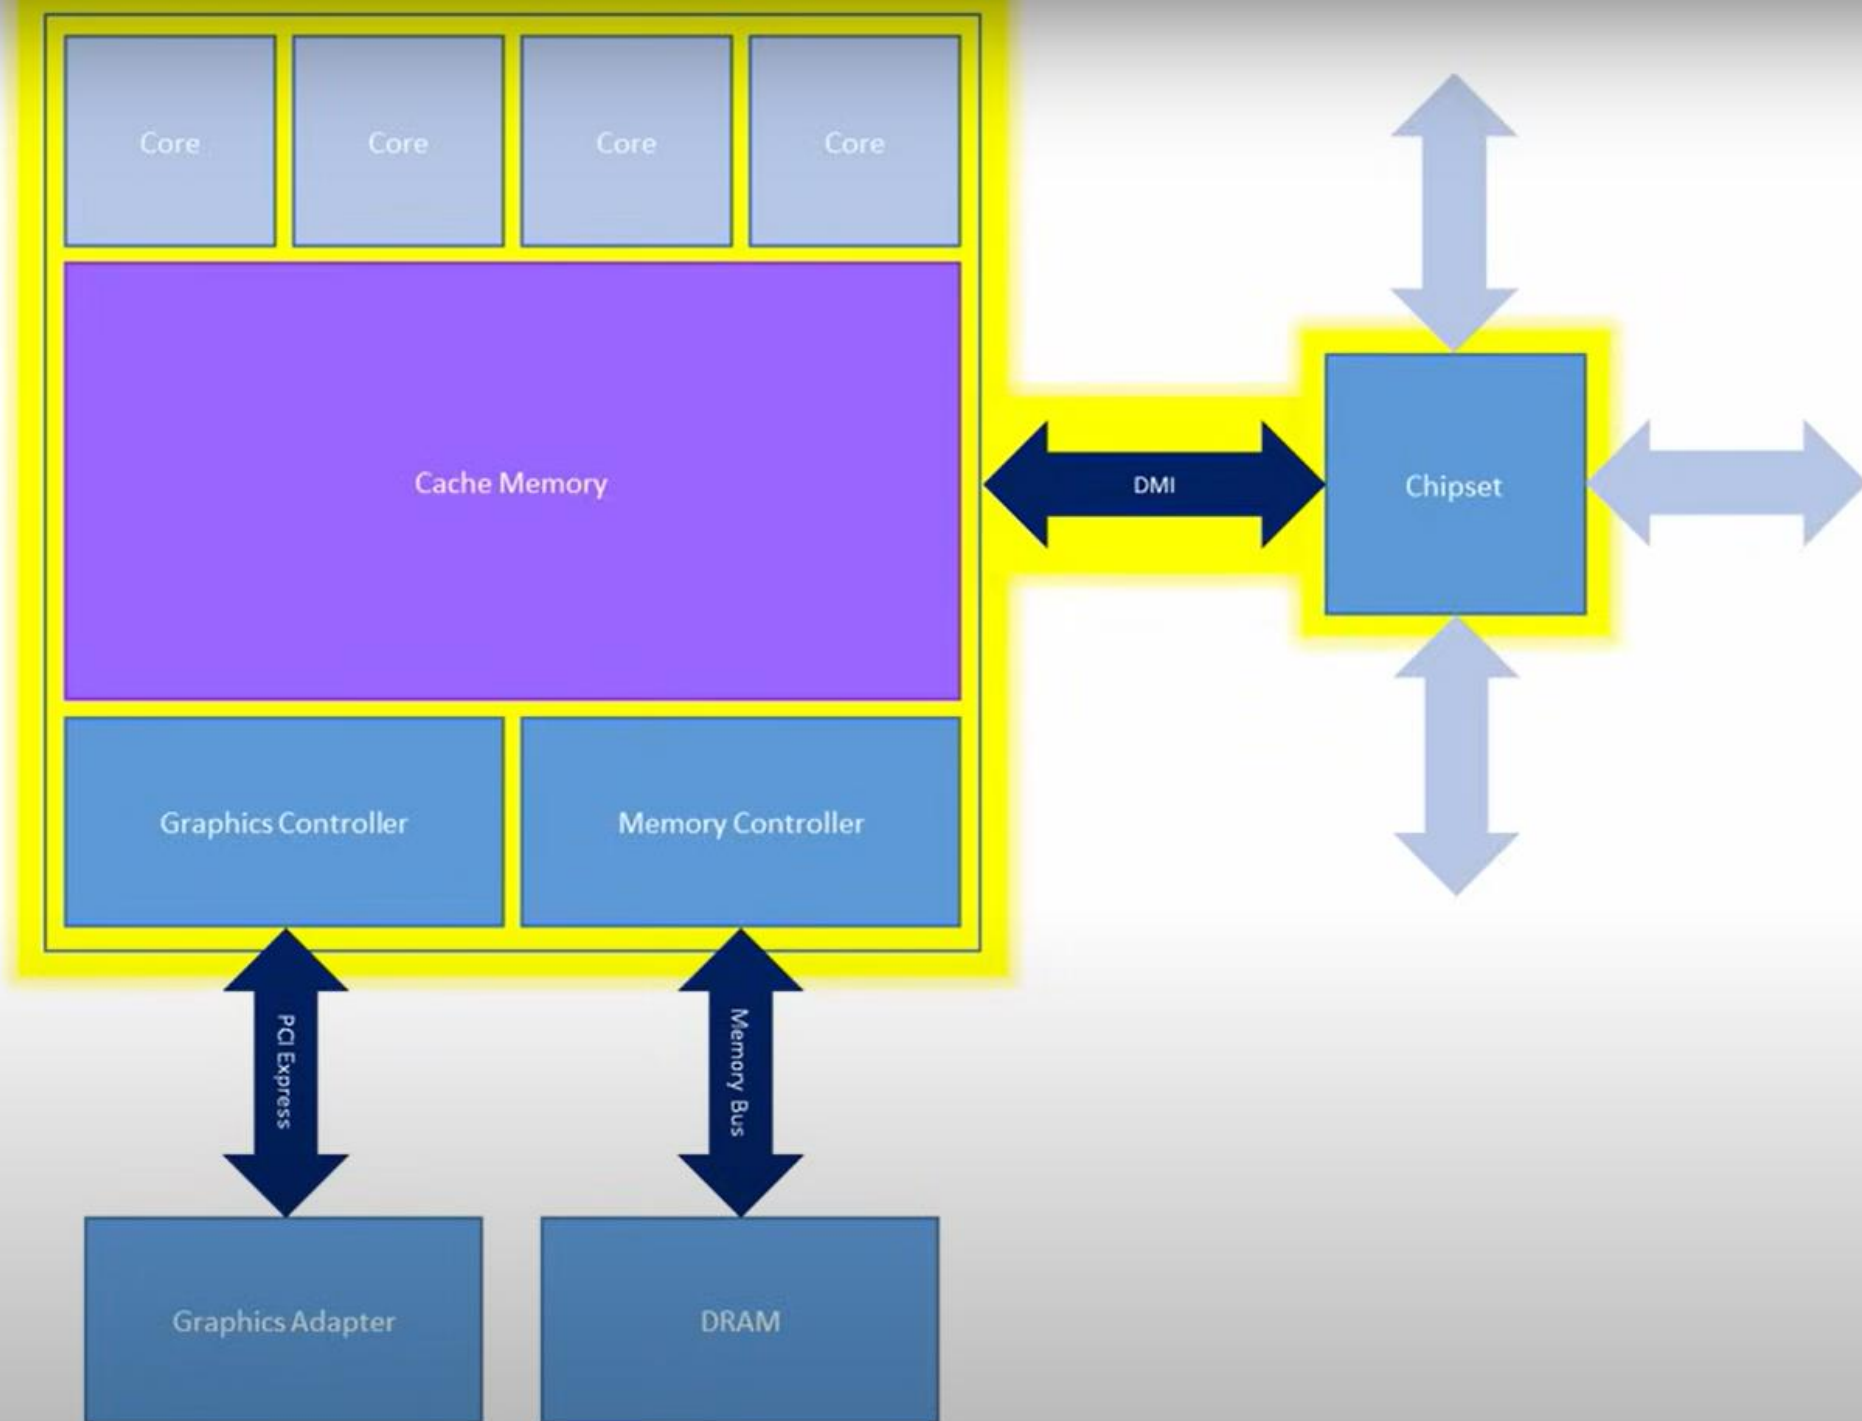 Core
Core
Core
Core
Cache Memory
DMI
Chipset
Graphics Controller
Memory Controller
PCI Express
Memory Bus
Graphics Adapter
DRAM